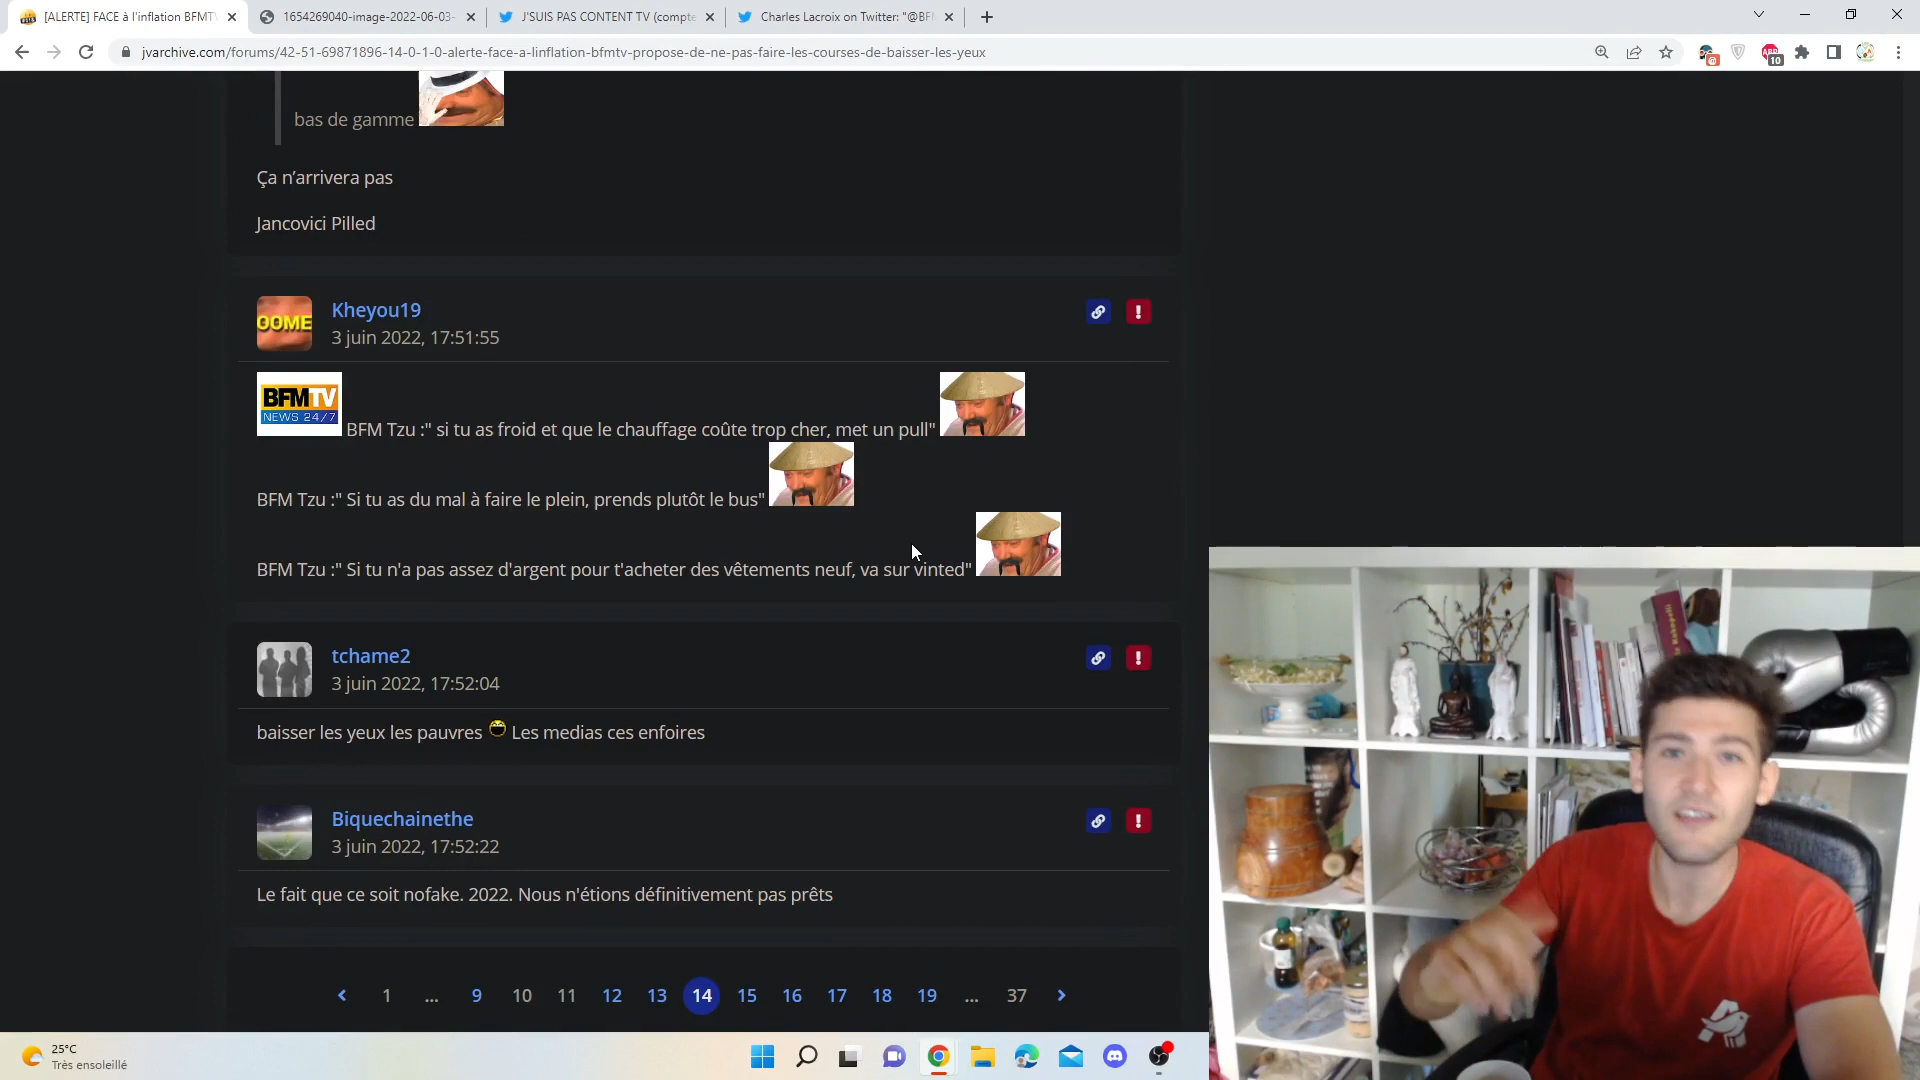 [ALERTE] FACE à l'inflation BFMTV
1654269040-image-2022-06-03-
J'SUIS PAS CONTENT TV (compte
Charles Lacroix on Twitter: "@BF
jvarchive.com/forums/42-51-69871896-14-0-1-0-alerte-face-a-linflation-bfmtv-propose-de-ne-pas-faire-les-courses-de-baisser-les-yeux
10
bas de gamme
Ça n'arrivera pas
Jancovici Pilled
OOME
Kheyou19
3 juin 2022, 17:51:55
BFMTV
NEWS 24/7
BFM Tzu :" si tu as froid et que le chauffage coûte trop cher, met un pull"
BFM Tzu :" Si tu as du mal à faire le plein, prends plutôt le bus"
BFM Tzu :" Si tu n'a pas assez d'argent pour t'acheter des vêtements neuf, va sur vinted"
tchame2
3 juin 2022, 17:52:04
baisser les yeux les pauvres Les medias ces enfoires
Biquechainethe
3 juin 2022, 17:52:22
Le fait que ce soit nofake. 2022. Nous n'étions définitivement pas prêts
1 ... 9 10 11 12 13 14 15 16 17 18 19 ... 37
25°C
Très ensoleillé